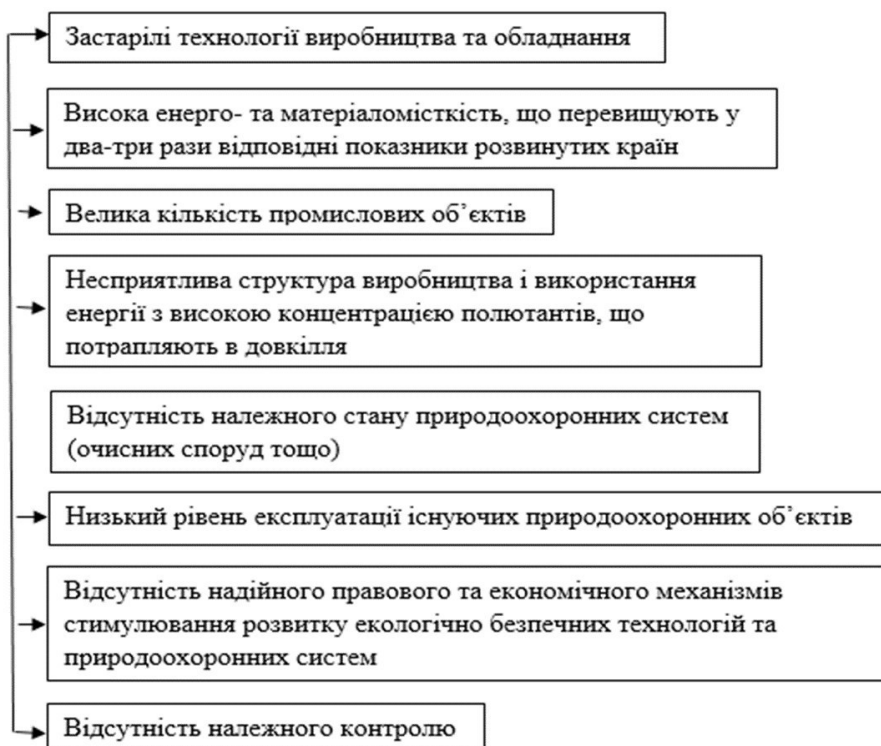 Застарілі технології виробництва та обладнання
Висока енерго- та матеріаломісткість, що перевищують у
два-три рази відповідні показники розвинутих країн
Велика кількість промислових об’єктів
Несприятлива структура виробництва і використання
енергії з високою концентрацією полютантів, що
потрапляють в довкілля
Відсутність належного стану природоохоронних систем
(очисних споруд тощо)
Низький рівень експлуатації існуючих природоохоронних об’єктів
Відсутність надійного правового та економічного механізмів
стимулювання розвитку екологічно безпечних технологій та
природоохоронних систем
Відсутність належного контролю